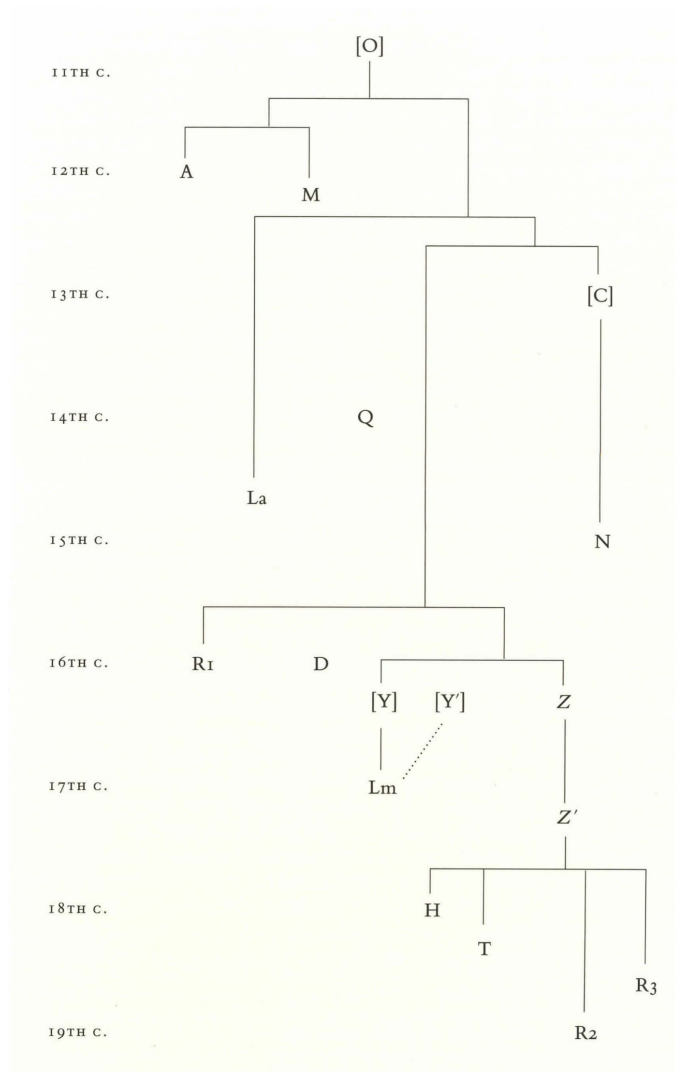 [O]
11TH C.
12TH C. A
M
13TH C. [C]
14TH C. Q
La
15TH C. N
16TH C. R1 D
[Y] [Y′] Z
17TH C. Lm
Z′
18TH C. H
T
R3
19TH C. R2